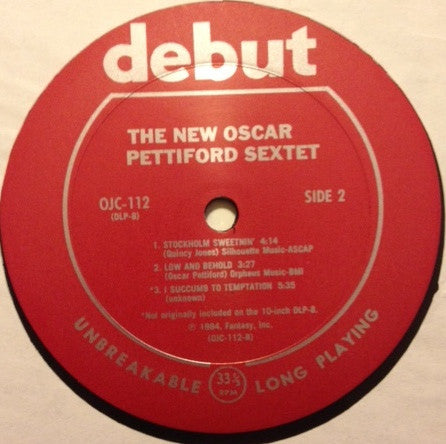 debut
THE NEW OSCAR
PETTIFORD SEXTET
OJC-112
(DLP-8)
SIDE 2
1. STOCKHOLM SWEETNIN' 4:14
(Quincy Jones) Silhouette Music-ASCAP
2. LOW AND BEHOLD 3:27
(Oscar Pettiford) Orpheus Music-BMI
*3. I SUCCUMB TO TEMPTATION 5:35
(unknown)
*Not originally included on the 10-inch DLP-8.
℗ 1984, Fantasy, Inc.
(OJC-112-B)
UNBREAKABLE 33⅓ RPM LONG PLAYING